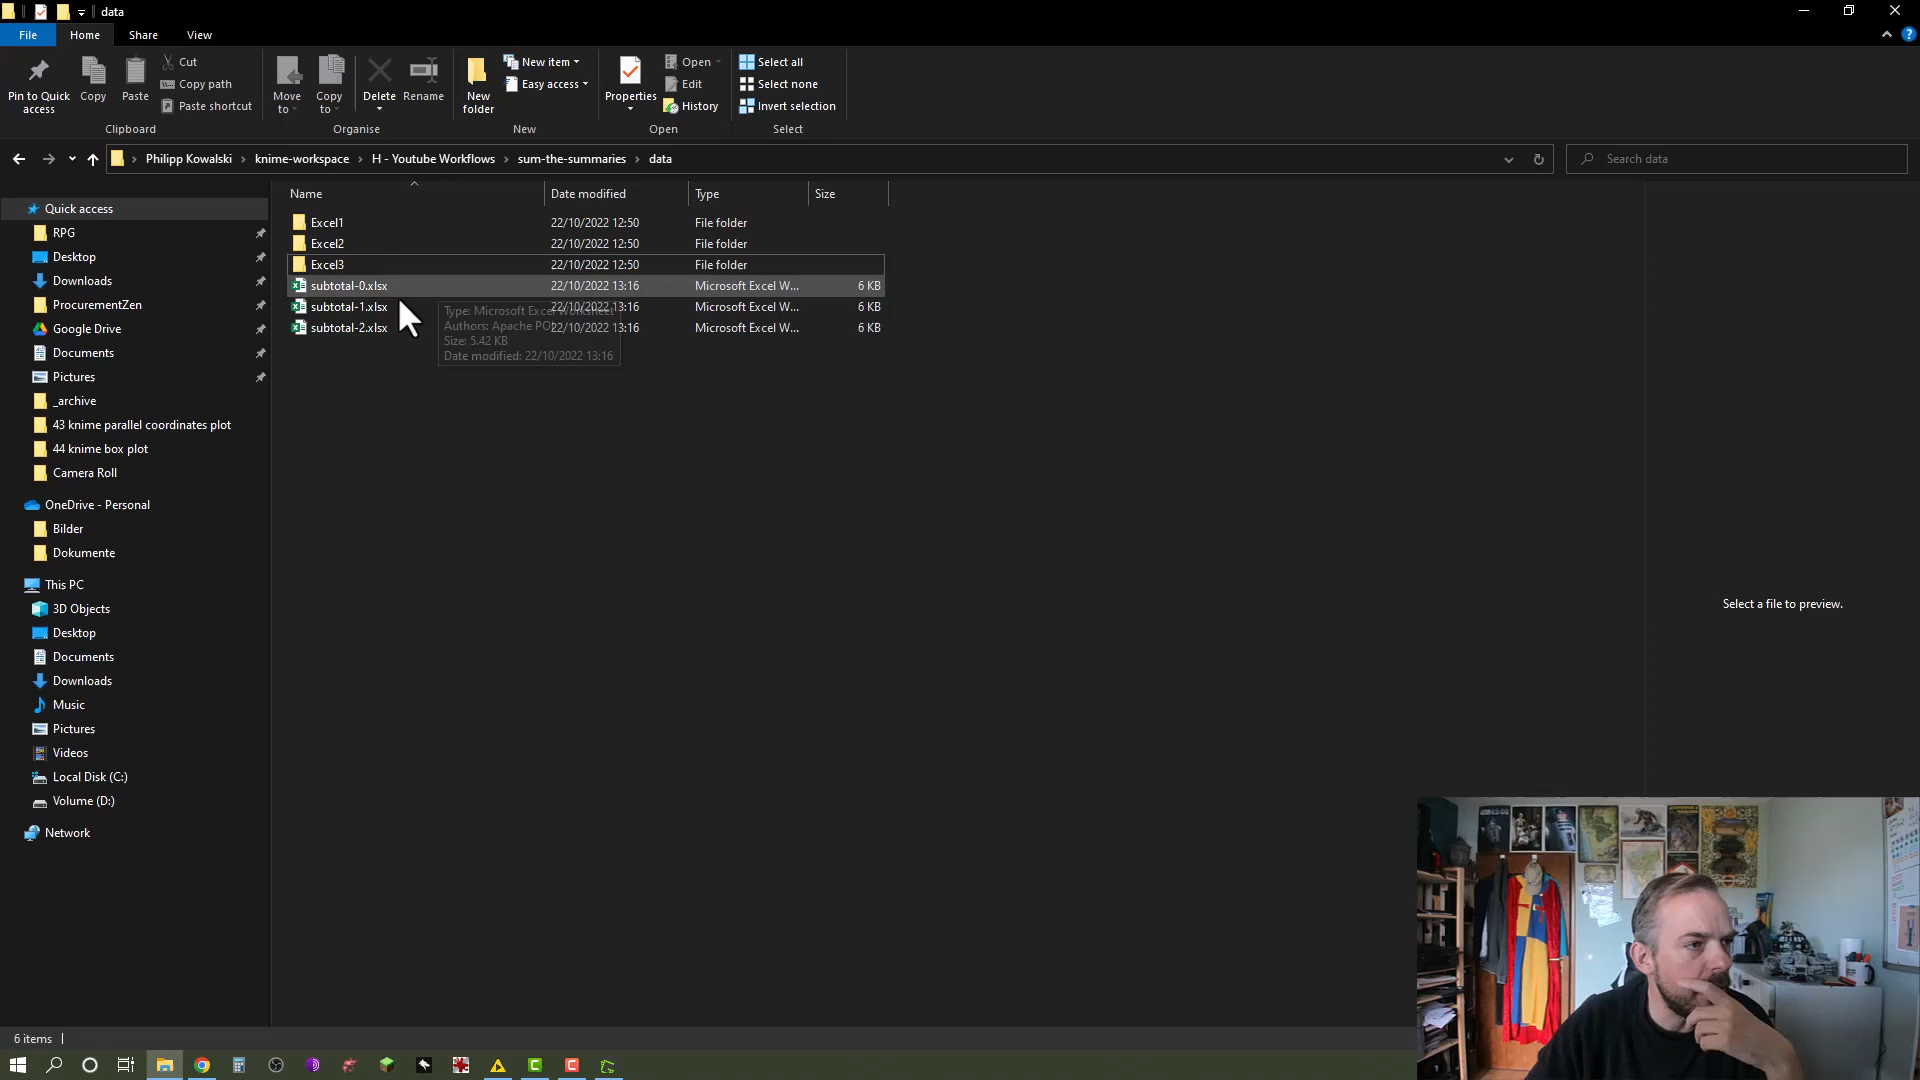 data
File Home Share View
Pin to Quick access
Copy
Paste
Cut
Copy path
Paste shortcut
Clipboard
Move to
Copy to
Delete
Rename
Organise
New folder
New item
Easy access
New
Properties
Open
Edit
History
Open
Select all
Select none
Invert selection
Select
Philipp Kowalski > knime-workspace > H - Youtube Workflows > sum-the-summaries > data
Search data
Name Date modified Type Size
Excel1 22/10/2022 12:50 File folder
Excel2 22/10/2022 12:50 File folder
Excel3 22/10/2022 12:50 File folder
subtotal-0.xlsx 22/10/2022 13:16 Microsoft Excel W... 6 KB
subtotal-1.xlsx 22/10/2022 13:16 Microsoft Excel W... 6 KB
subtotal-2.xlsx 22/10/2022 13:16 Microsoft Excel W... 6 KB
Type: Microsoft Excel Worksheet
Authors: Apache POI
Size: 5.42 KB
Date modified: 22/10/2022 13:16
Quick access
RPG
Desktop
Downloads
ProcurementZen
Google Drive
Documents
Pictures
_archive
43 knime parallel coordinates plot
44 knime box plot
Camera Roll
OneDrive - Personal
Bilder
Dokumente
This PC
3D Objects
Desktop
Documents
Downloads
Music
Pictures
Videos
Local Disk (C:)
Volume (D:)
Network
Select a file to preview.
6 items